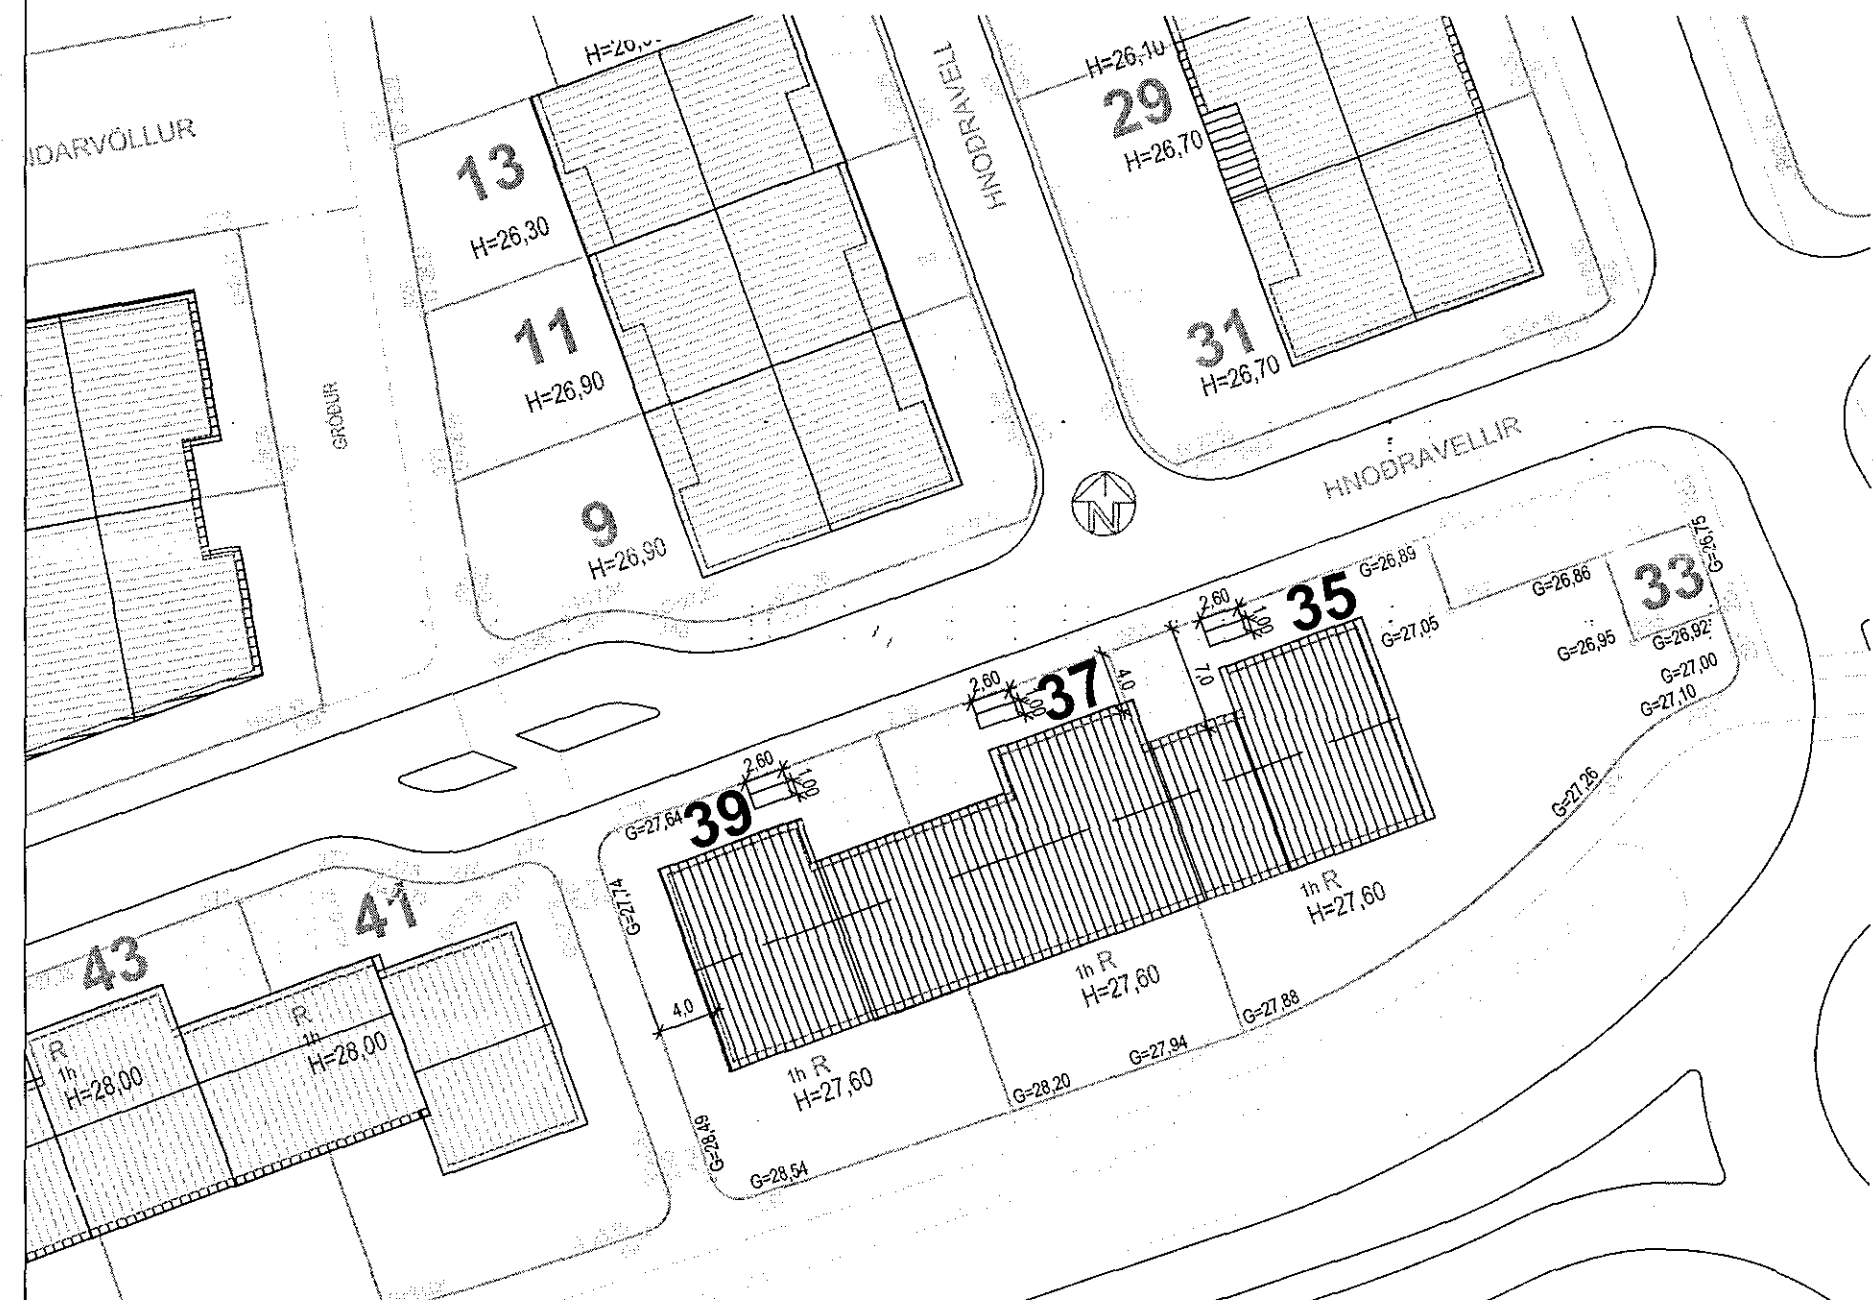 HNOÐRAVELLIR
13
H=26,30
11
H=26,90
9
H=26,90
GRÓÐUR
H=26,10
29
H=26,70
31
H=26,70
HNOÐRAVELLIR
N
35
2,60
1,00
G=26,89
G=27,05
G=26,86
33
G=26,75
G=26,95
G=26,92
G=27,00
G=27,10
G=27,26
37
2,60
1,00
4,0
7,0
39
2,60
1,00
G=27,64
G=27,74
4,0
1h R
H=27,60
1h R
H=27,60
1h R
H=27,60
G=27,88
G=27,94
G=28,20
G=28,49
G=28,54
41
R
1h
H=28,00
43
R
1h
H=28,00